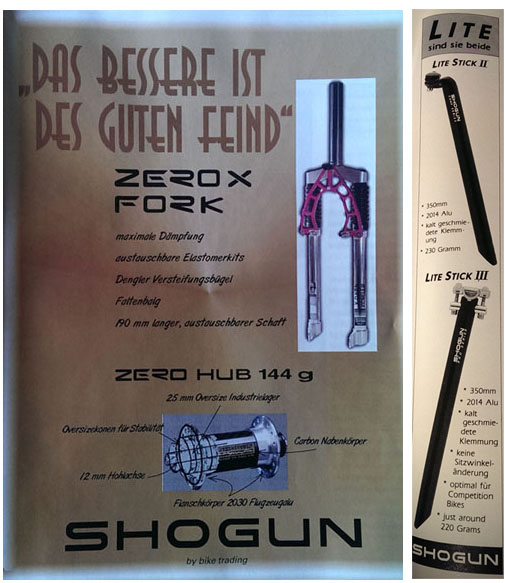 „DAS BESSERE IST
DES GUTEN FEIND“
ZERO X
FORK
maximale Dämpfung
austauschbare Elastomerkits
Dengler Versteifungsbügel
Faltenbalg
190 mm langer, austauschbarer Schaft
ZERO HUB 144 g
25 mm Oversize Industrielager
Oversizekonen für Stabilität
Carbon Nabenkörper
12 mm Hohlachse
Flanschkörper 2030 Flugzeugalu
SHOGUN
by bike trading
LITE
sind sie beide
LITE STICK II
SHOGUN
• 350mm
• 2014 Alu
• kalt geschmie-
dete Klemm-
ung
• 230 Gramm
LITE STICK III
SHOGUN
• 350mm
• 2014 Alu
• kalt
geschmie-
dete
Klemmung
• keine
Sitzwinkel-
änderung
• optimal für
Competition
Bikes
• just around
220 Grams
SHOGUN